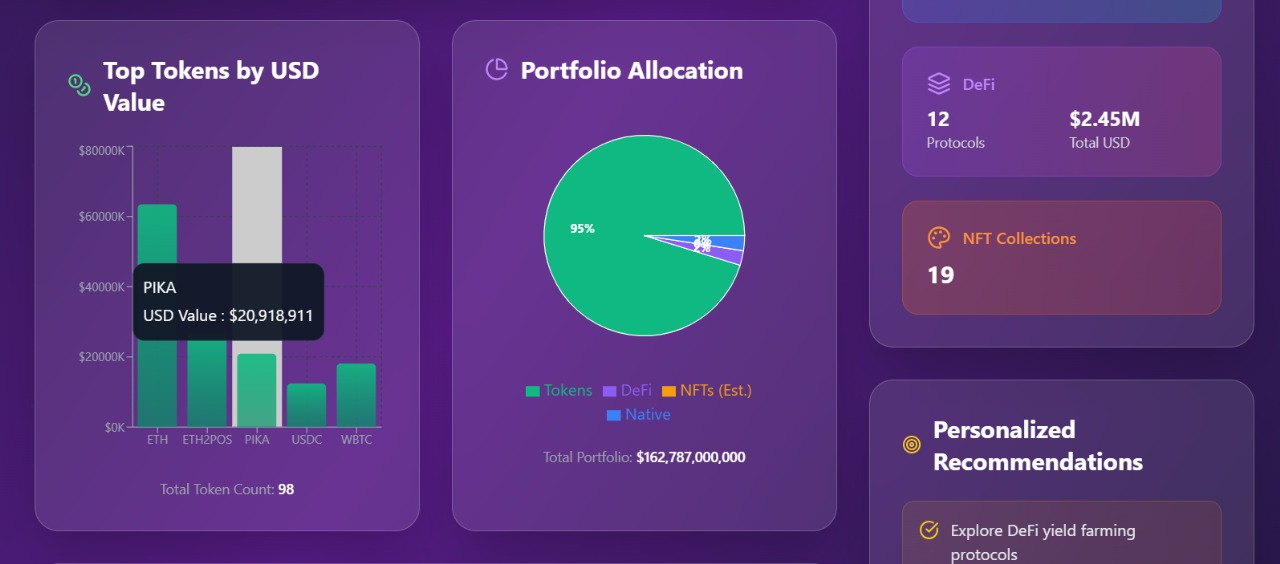 Top Tokens by USD
Value
$80000K
$60000K
$40000K
$20000K
$0K
PIKA
USD Value : $20,918,911
ETH
ETH2POS
PIKA
USDC
WBTC
Total Token Count: 98
Portfolio Allocation
95%
2%
Tokens
DeFi
NFTs (Est.)
Native
Total Portfolio: $162,787,000,000
DeFi
12
$2.45M
Protocols
Total USD
NFT Collections
19
Personalized
Recommendations
Explore DeFi yield farming
protocols